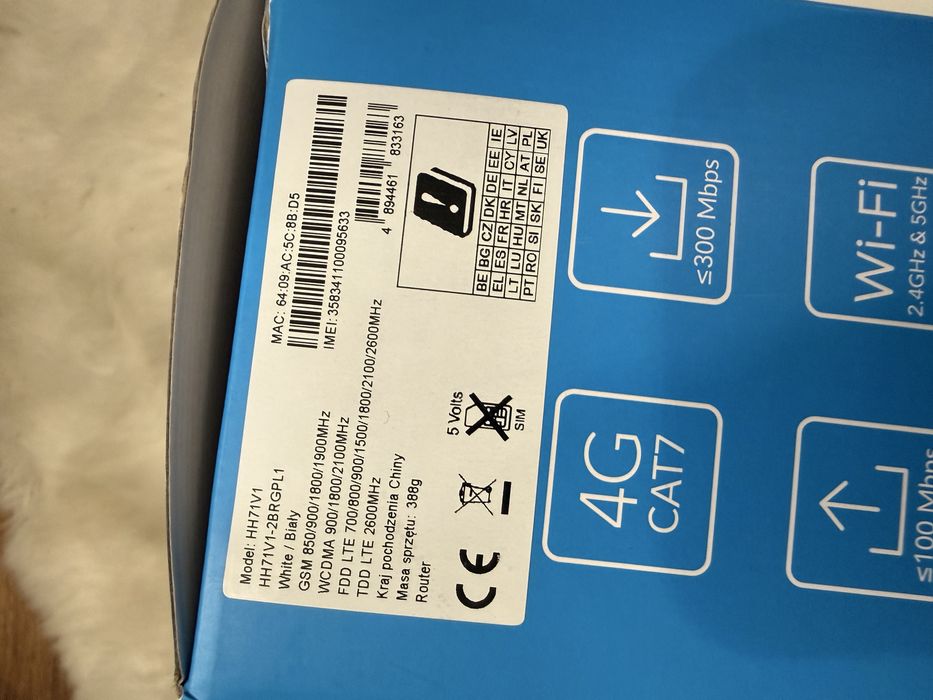 Model: HH71V1
HH71V1-2BRGPL1
White / Biały
GSM 850/900/1800/1900MHz
WCDMA 900/1800/2100MHz
FDD LTE 700/800/900/1500/1800/2100/2600MHz
TDD LTE 2600MHz
Kraj pochodzenia Chiny
Masa sprzętu: 388g
Router
MAC: 64:09:AC:5C:8B:D5
IMEI:358341100095633
4 894461 833163
CE
5 Volts
SIM
BE BG CZ DK DE EE IE
EL ES FR HR IT CY LV
LT LU HU MT NL AT PL
PT RO SI SK FI SE UK
4G
CAT7
≤300 Mbps
≤100 Mbps
Wi-Fi
2.4GHz & 5GHz